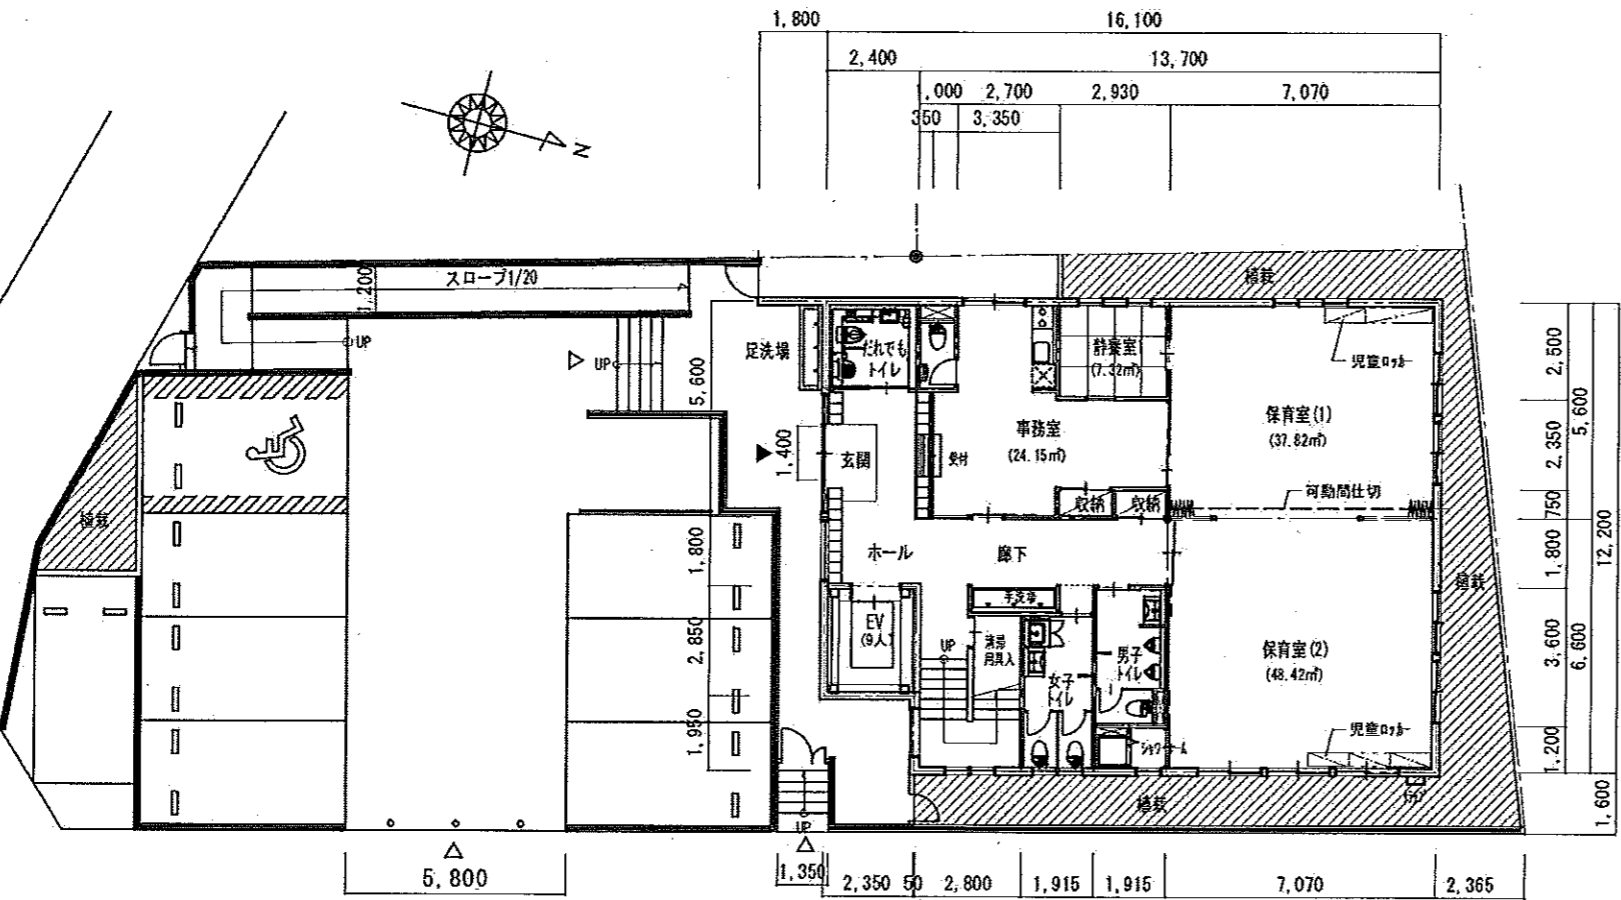 1,800
16,100
2,400
13,700
1,000
2,700
2,930
7,070
350
3,350
N
スロープ1/20
1,200
UP
植栽
足洗場
だれでも
トイレ
静養室
(7.32㎡)
児童ロッカー
2,500
5,600
UP
5,600
保育室(1)
(37.82㎡)
事務室
(24.15㎡)
2,350
1,400
玄関
受付
可動間仕切
収納
収納
750
12,200
植栽
1,800
ホール
廊下
1,800
植栽
手洗場
EV
(9人)
UP
清掃
用具入
男子
トイレ
保育室(2)
(48.42㎡)
3,600
6,600
2,850
女子
トイレ
1,950
児童ロッカー
シャワールーム
1,200
植栽
1,600
UP
5,800
1,350
2,350
50
2,800
1,915
1,915
7,070
2,365